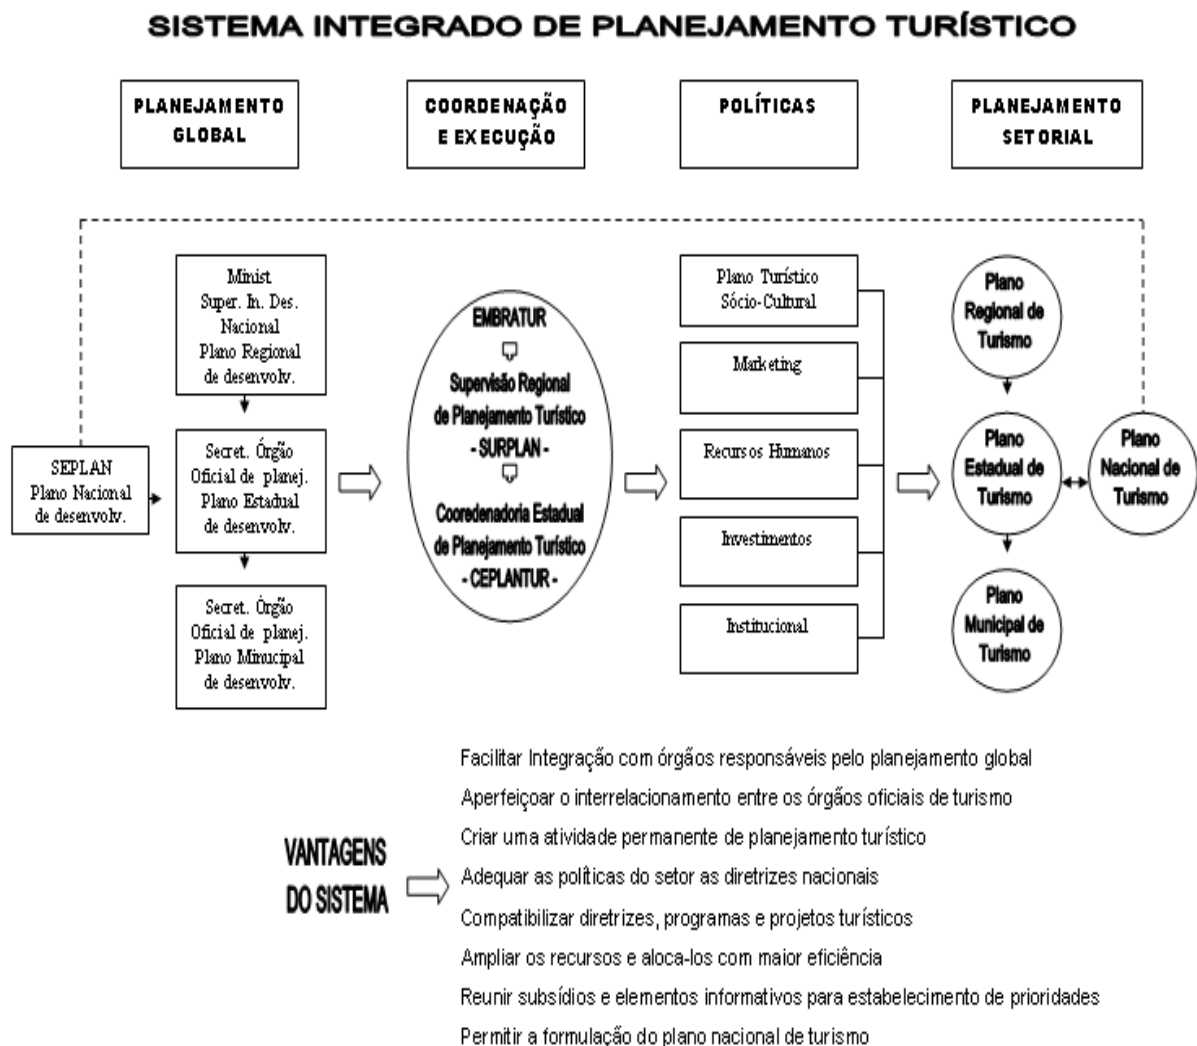 SISTEMA INTEGRADO DE PLANEJAMENTO TURÍSTICO
PLANEJAMENTO
GLOBAL
COORDENAÇÃO
E EXECUÇÃO
POLÍTICAS
PLANEJAMENTO
SETORIAL
SEPLAN
Plano Nacional
de desenvolv.
Minist
Super. In. Des.
Nacional
Plano Regional
de desenvolv.
Secret. Órgão
Oficial de planej.
Plano Estadual
de desenvolv.
Secret. Órgão
Oficial de planej.
Plano Minucipal
de desenvolv.
EMBRATUR
Supervisão Regional
de Planejamento Turístico
- SURPLAN -
Cooredenadoria Estadual
de Planejamento Turístico
- CEPLANTUR -
Plano Turístico
Sócio-Cultural
Marketing
Recursos Humanos
Investimentos
Institucional
Plano
Regional de
Turismo
Plano
Estadual de
Turismo
Plano
Nacional de
Turismo
Plano
Municipal de
Turismo
VANTAGENS
DO SISTEMA
Facilitar Integração com órgãos responsáveis pelo planejamento global
Aperfeiçoar o interrelacionamento entre os órgãos oficiais de turismo
Criar uma atividade permanente de planejamento turístico
Adequar as políticas do setor as diretrizes nacionais
Compatibilizar diretrizes, programas e projetos turísticos
Ampliar os recursos e aloca-los com maior eficiência
Reunir subsídios e elementos informativos para estabelecimento de prioridades
Permitir a formulação do plano nacional de turismo